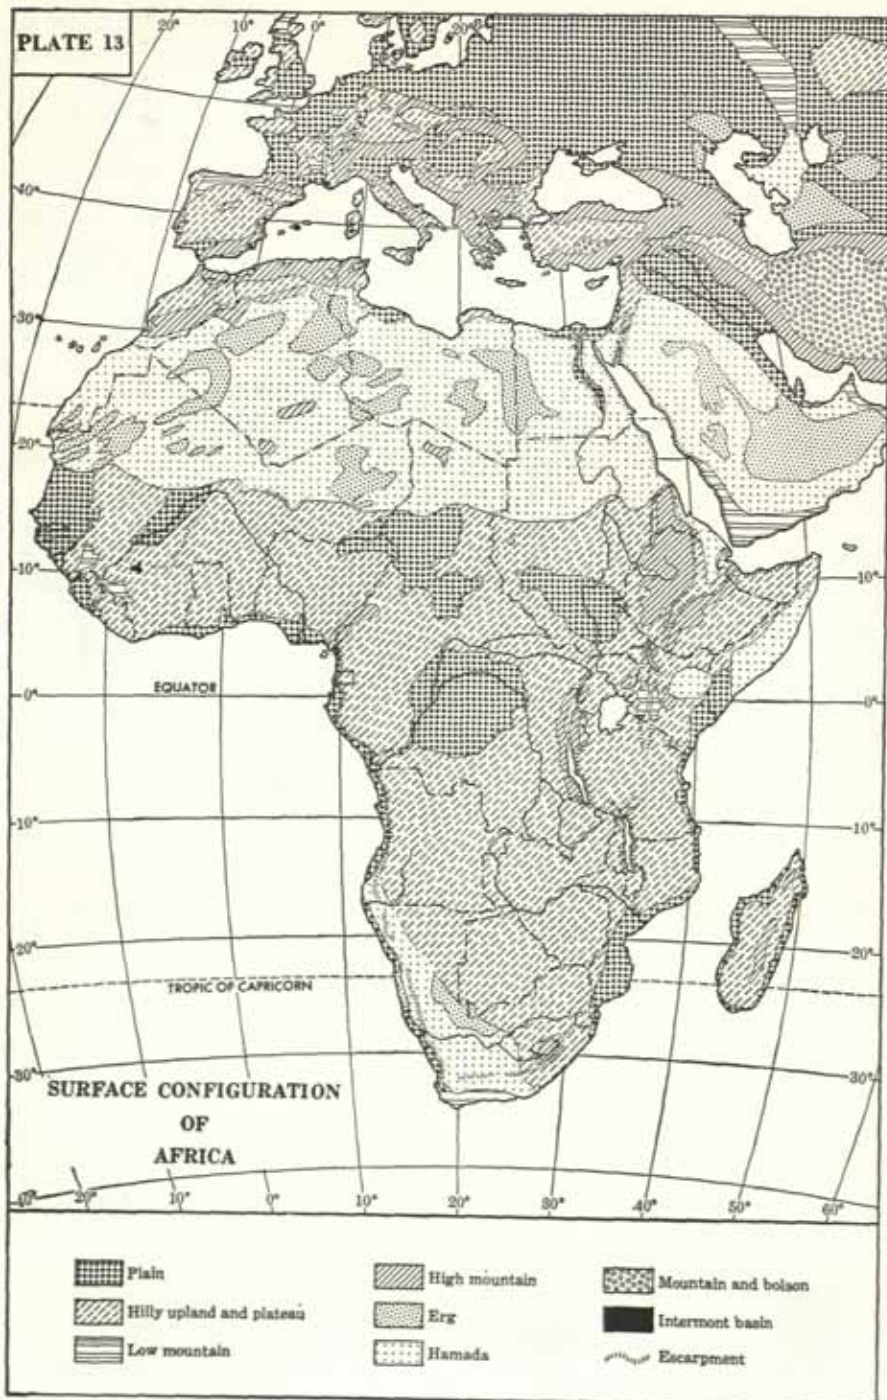 PLATE 13
20° 10° 0° 20°
40°
30°
20°
10° 10°
EQUATOR
0° 0°
10° 10°
20° 20°
TROPIC OF CAPRICORN
30° 30°
SURFACE CONFIGURATION
OF
AFRICA
40° 20° 10° 0° 10° 20° 30° 40° 50° 60°
Plain
High mountain
Mountain and bolson
Hilly upland and plateau
Erg
Intermont basin
Low mountain
Hamada
Escarpment